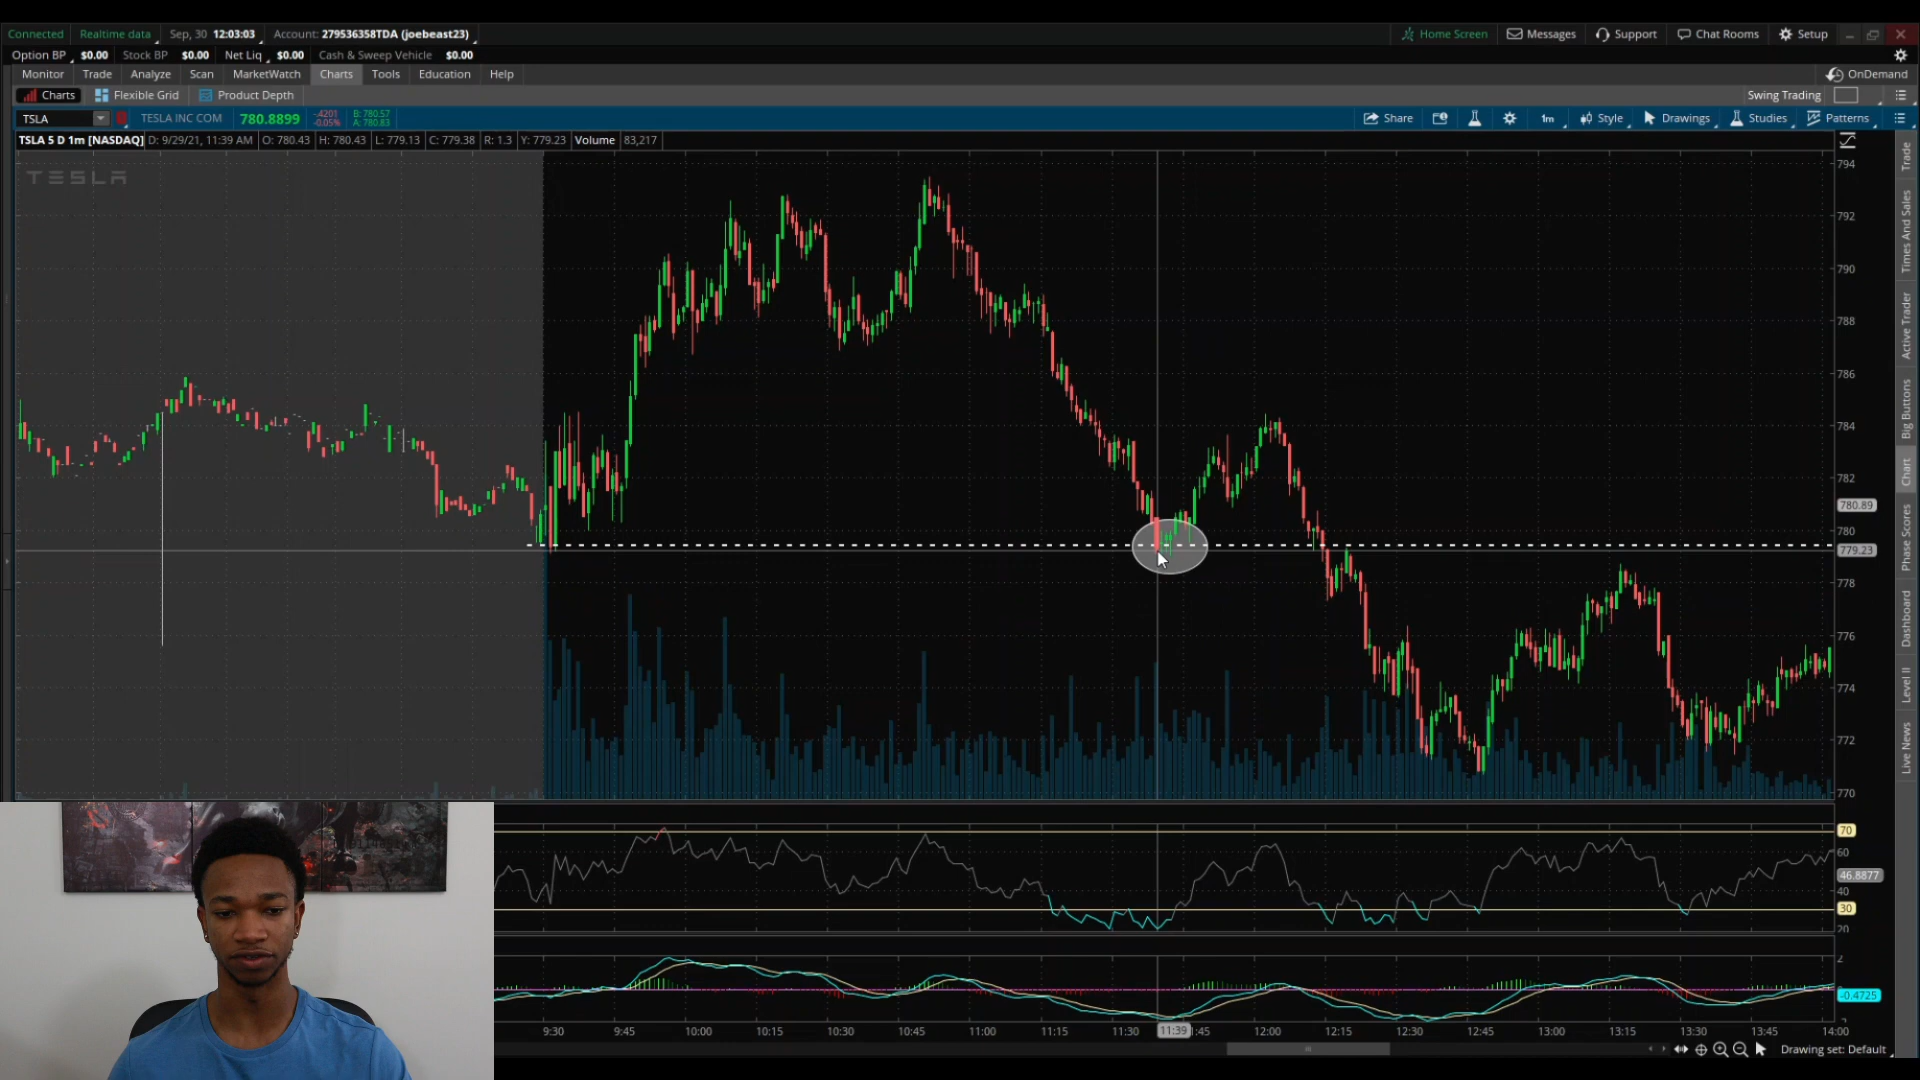 Connected Realtime data Sep, 30 12:03:03 Account: 279536358TDA (joebeast23) Home Screen Messages Support Chat Rooms Setup
Option BP $0.00 Stock BP $0.00 Net Liq $0.00 Cash & Sweep Vehicle $0.00
Monitor Trade Analyze Scan MarketWatch Charts Tools Education Help OnDemand
Charts Flexible Grid Product Depth Swing Trading
TSLA TESLA INC COM 780.8899 -.4201 -0.05% B: 780.57 A: 780.83 Share 1m Style Drawings Studies Patterns
TSLA 5 D 1m [NASDAQ] D: 9/29/21, 11:39 AM O: 780.43 H: 780.43 L: 779.13 C: 779.38 R: 1.3 Y: 779.23 Volume 83,217
TESLA
794
792
790
788
786
784
782
780.89
780
779.23
778
776
774
772
770
70
60
46.8877
40
30
20
2
-0.4725
9:30 9:45 10:00 10:15 10:30 10:45 11:00 11:15 11:30 11:39 :45 12:00 12:15 12:30 12:45 13:00 13:15 13:30 13:45 14:00
Drawing set: Default
Trade
Times And Sales
Active Trader
Big Buttons
Chart
Phase Scores
Dashboard
Level II
Live News